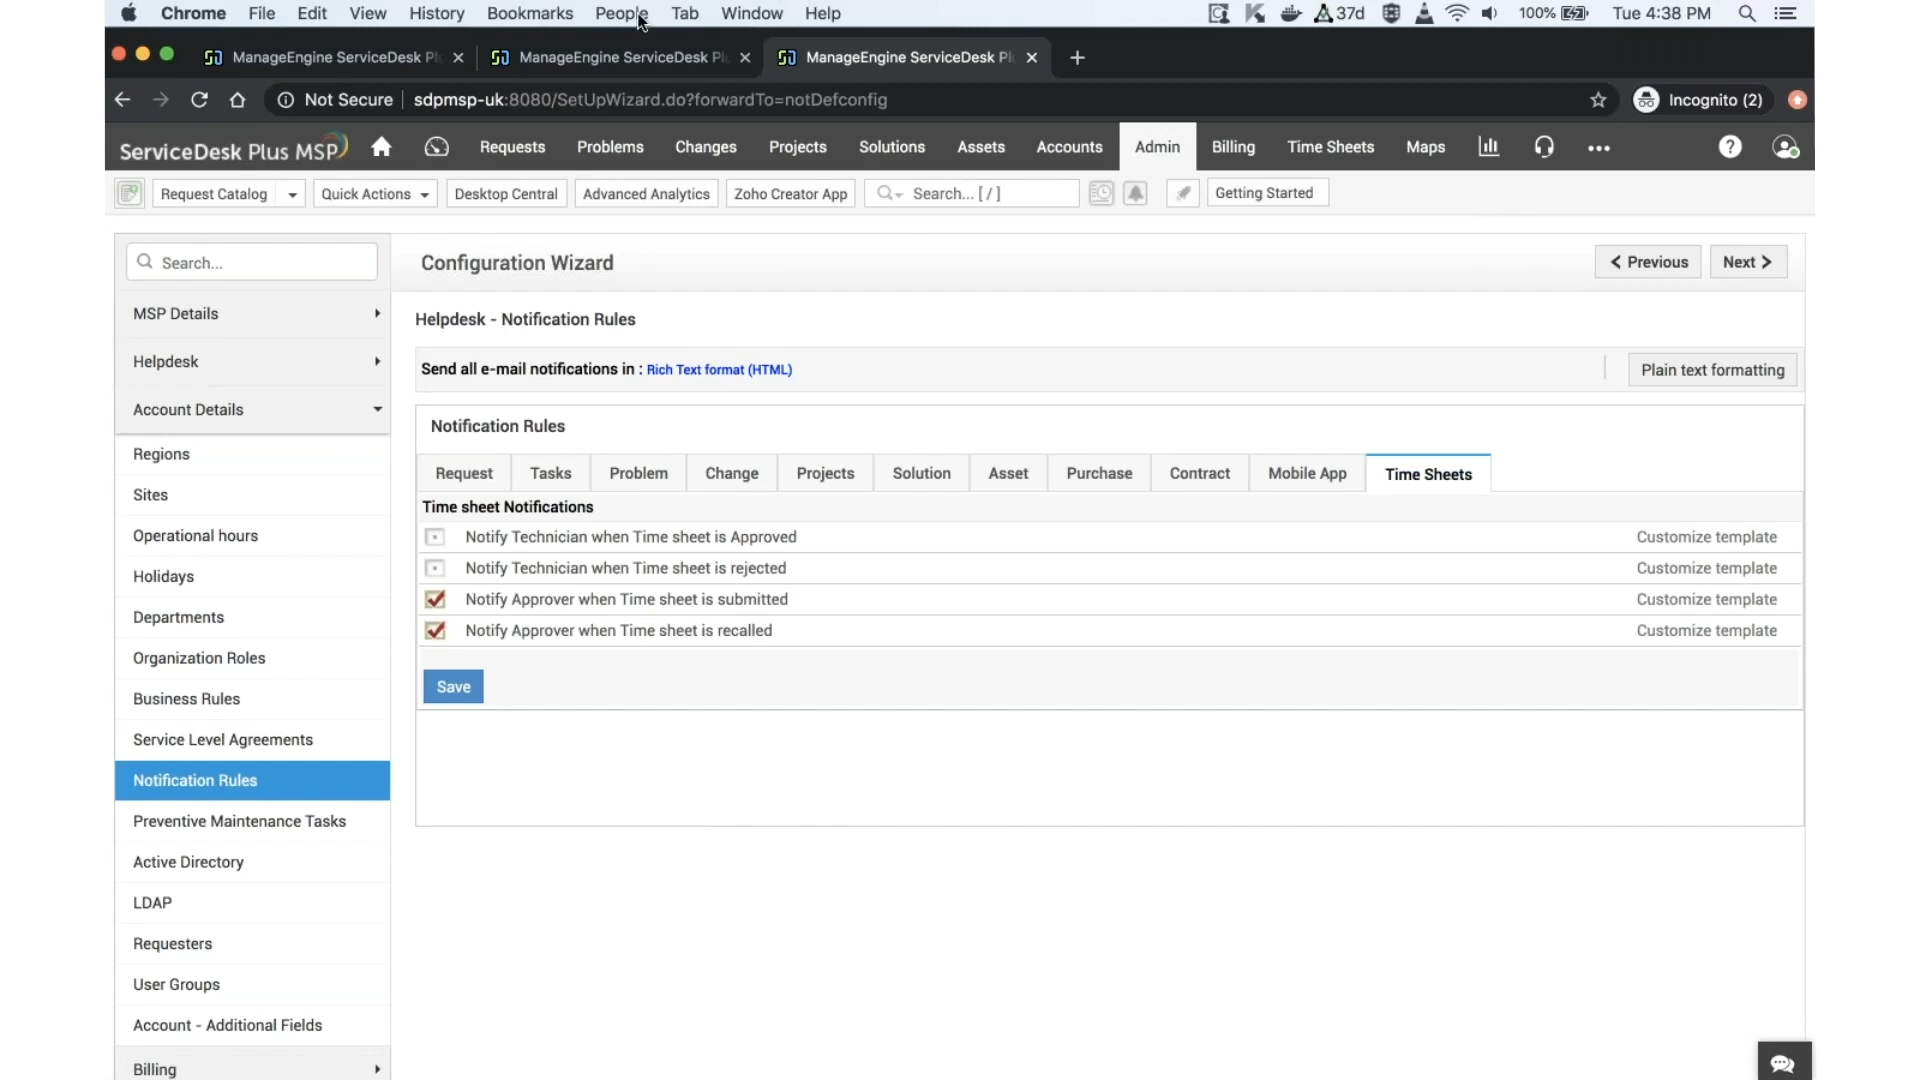 Chrome File Edit View History Bookmarks People Tab Window Help 37d 100% Tue 4:38 PM
ManageEngine ServiceDesk Pl ManageEngine ServiceDesk Pl ManageEngine ServiceDesk Pl
Not Secure sdpmsp-uk:8080/SetUpWizard.do?forwardTo=notDefconfig Incognito (2)
ServiceDesk Plus MSP Requests Problems Changes Projects Solutions Assets Accounts Admin Billing Time Sheets Maps
Request Catalog Quick Actions Desktop Central Advanced Analytics Zoho Creator App Search... [ / ] Getting Started
Search...
Configuration Wizard
Previous
Next
MSP Details
Helpdesk
Account Details
Regions
Sites
Operational hours
Holidays
Departments
Organization Roles
Business Rules
Service Level Agreements
Notification Rules
Preventive Maintenance Tasks
Active Directory
LDAP
Requesters
User Groups
Account - Additional Fields
Billing
Helpdesk - Notification Rules
Send all e-mail notifications in : Rich Text format (HTML)
Plain text formatting
Notification Rules
Request Tasks Problem Change Projects Solution Asset Purchase Contract Mobile App Time Sheets
Time sheet Notifications
Notify Technician when Time sheet is Approved Customize template
Notify Technician when Time sheet is rejected Customize template
Notify Approver when Time sheet is submitted Customize template
Notify Approver when Time sheet is recalled Customize template
Save